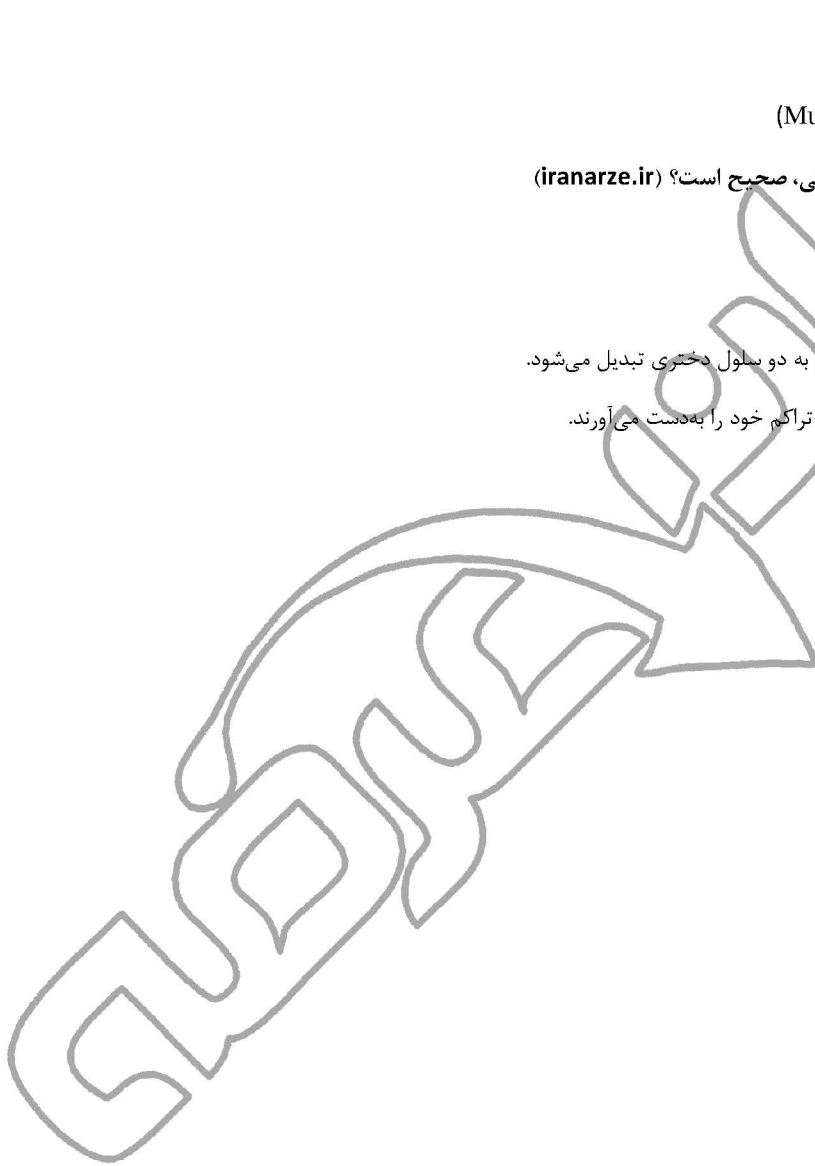 (Mu
ی، صحیح است؟ (iranarze.ir)
به دو سلول دختری تبدیل می‌شود.
تراکم خود را به‌دست می‌آورند.